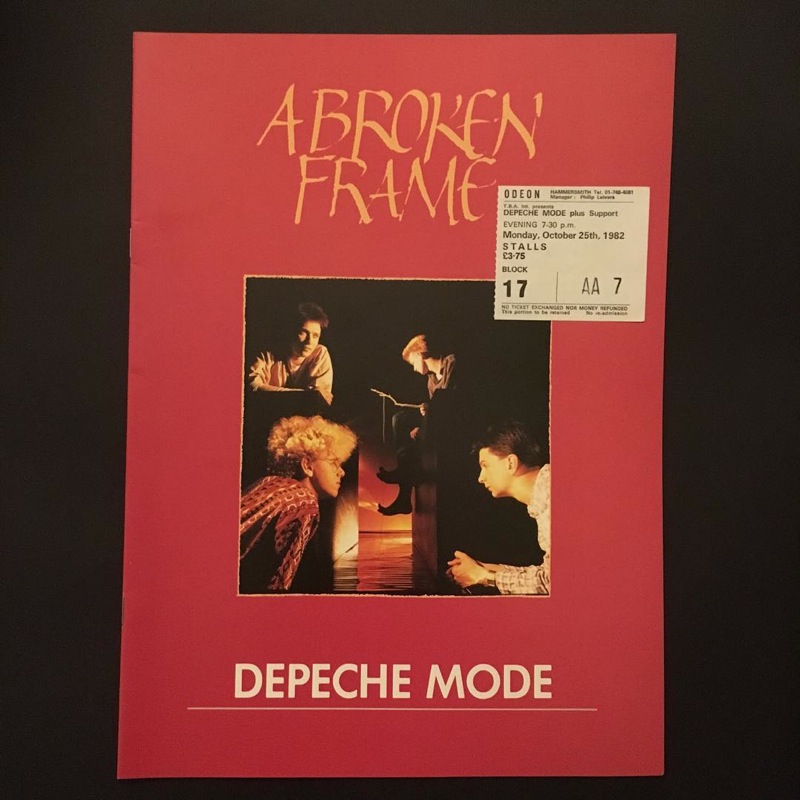 A BROKEN
FRAME
ODEON HAMMERSMITH Tel. 01-748-4081
Manager: Philip Leivers
T.B.A. Int. presents
DEPECHE MODE plus Support
EVENING 7-30 p.m.
Monday, October 25th, 1982
STALLS
£3·75
BLOCK
17 AA 7
NO TICKET EXCHANGED NOR MONEY REFUNDED
This portion to be retained No re-admission
DEPECHE MODE